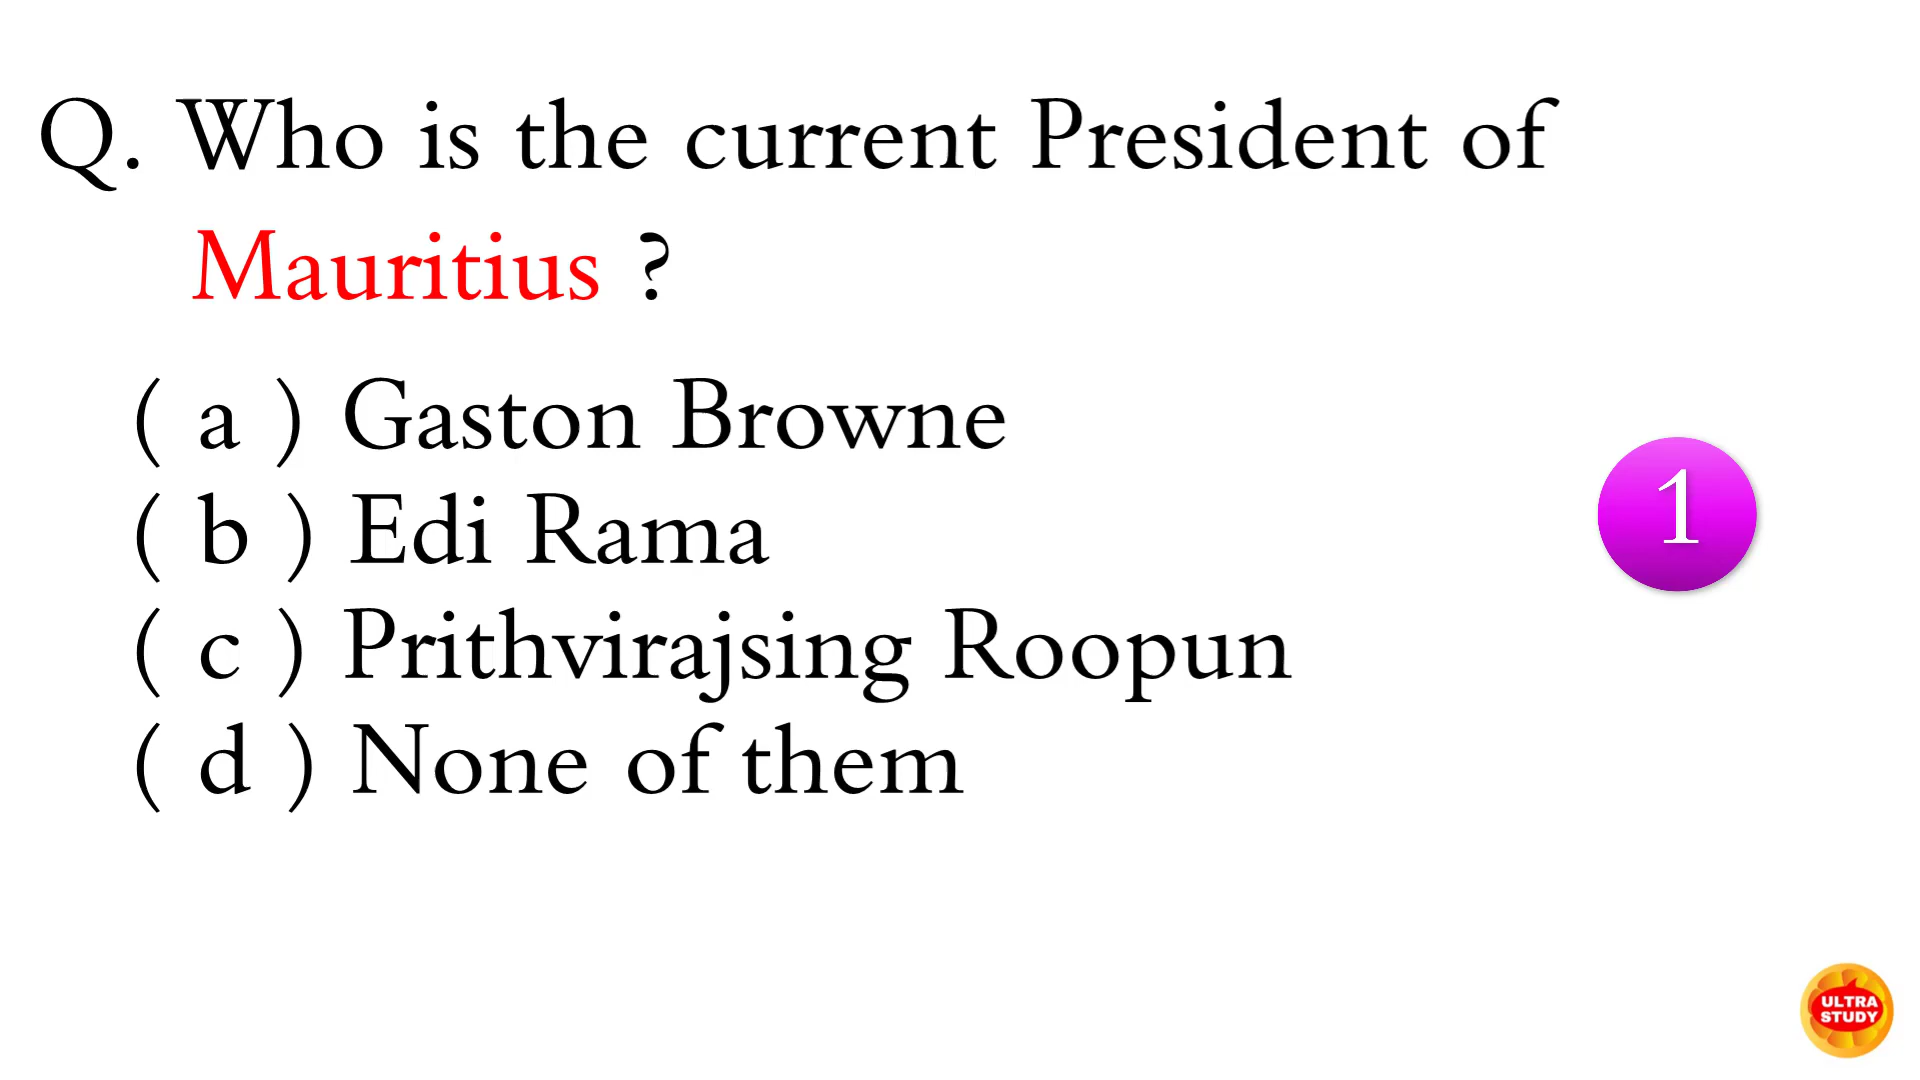 Q. Who is the current President of
Mauritius ?
( a ) Gaston Browne
( b ) Edi Rama
( c ) Prithvirajsing Roopun
( d ) None of them
1
ULTRA
STUDY